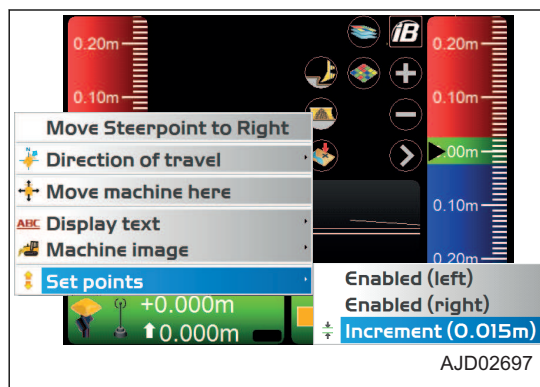 0.20m
iB
0.20m
0.10m
0.10m
Move Steerpoint to Right
Direction of travel
.00m
Move machine here
0.10m
ABC Display text
Machine image
0.20m
Set points
Enabled (left)
+0.000m
Enabled (right)
0.000m
Increment (0.015m)
AJD02697